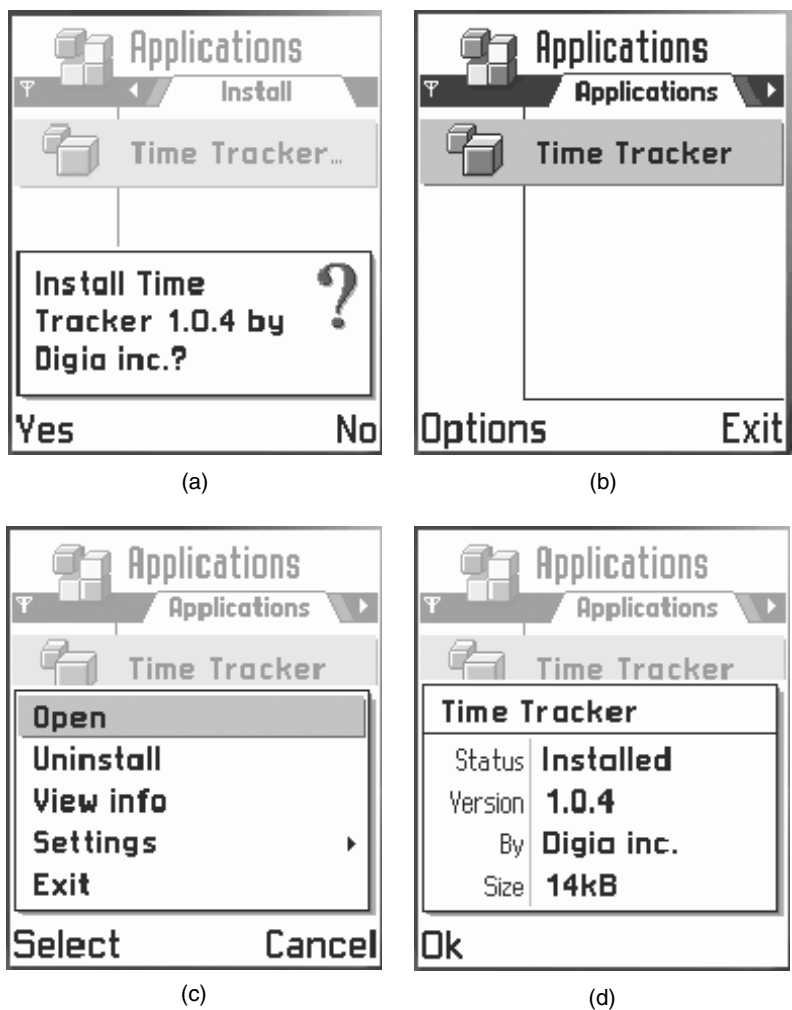 Applications
Install
Time Tracker...
Install Time
Tracker 1.0.4 by
Digia inc.?
Yes No
(a)
Applications
Applications
Time Tracker
Options Exit
(b)
Applications
Applications
Time Tracker
Open
Uninstall
View info
Settings
Exit
Select Cancel
(c)
Applications
Applications
Time Tracker
Time Tracker
Status Installed
Version 1.0.4
By Digia inc.
Size 14kB
Ok
(d)